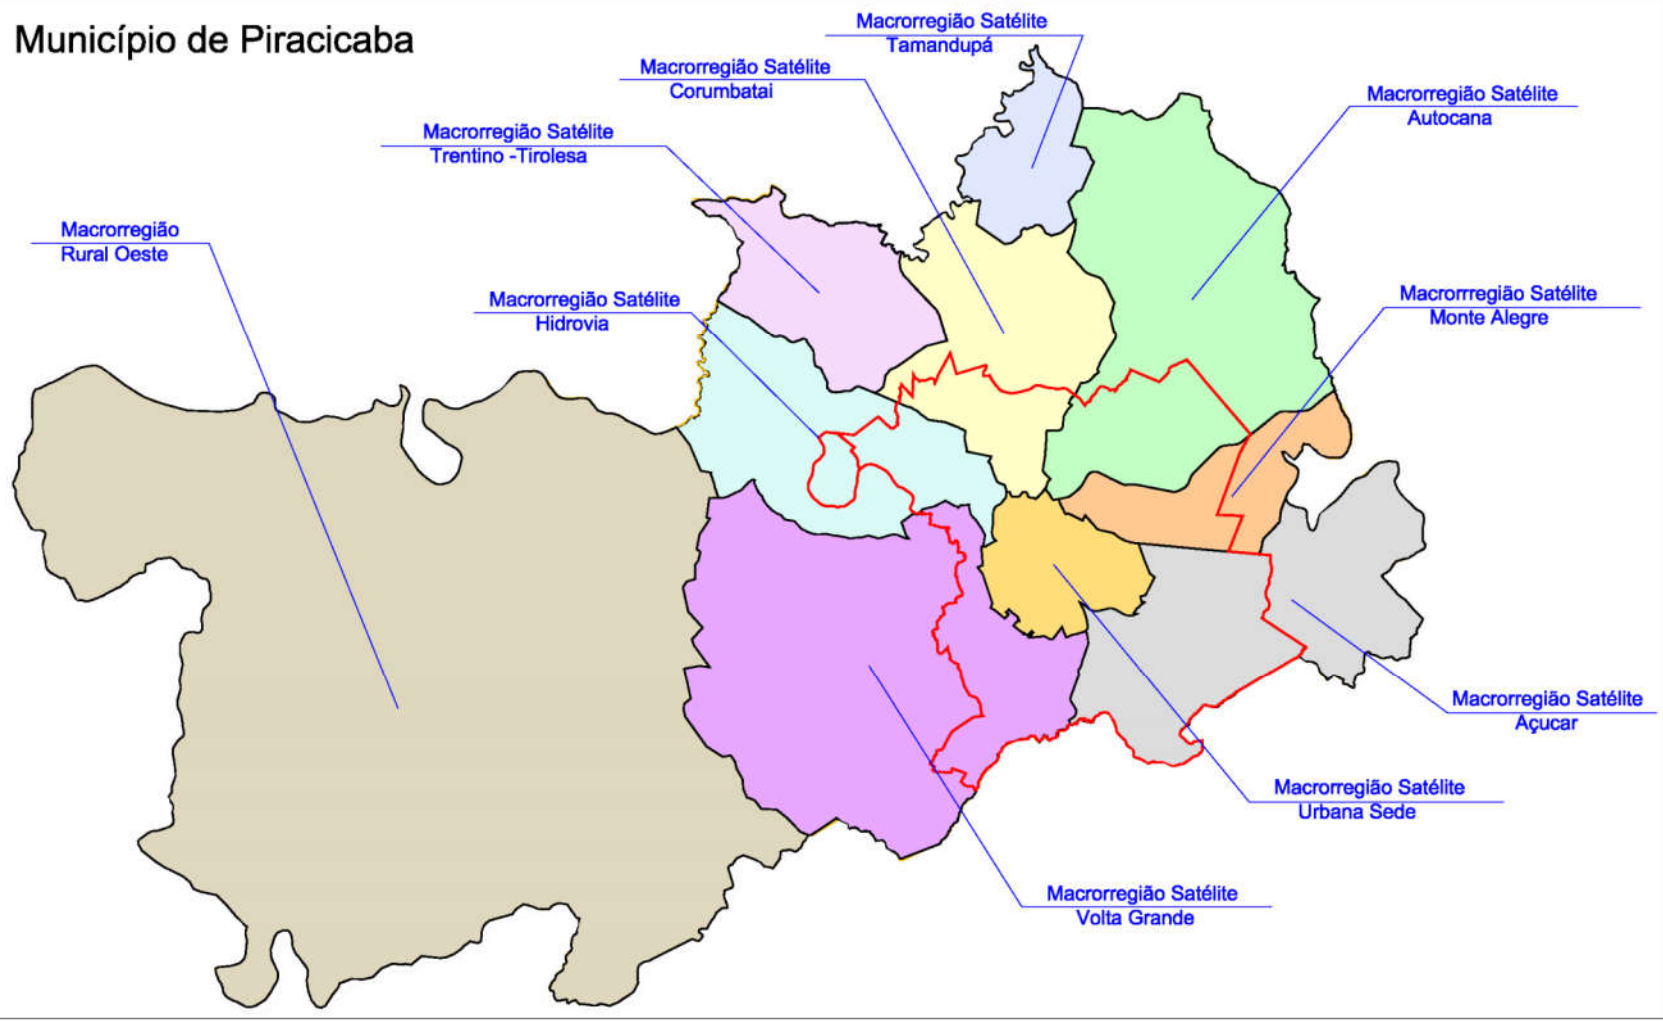 Município de Piracicaba
Macrorregião Satélite
Tamandupá
Macrorregião Satélite
Corumbatai
Macrorregião Satélite
Autocana
Macrorregião Satélite
Trentino -Tirolesa
Macrorregião
Rural Oeste
Macrorregião Satélite
Hidrovia
Macrorrregião Satélite
Monte Alegre
Macrorregião Satélite
Açucar
Macrorregião Satélite
Urbana Sede
Macrorregião Satélite
Volta Grande